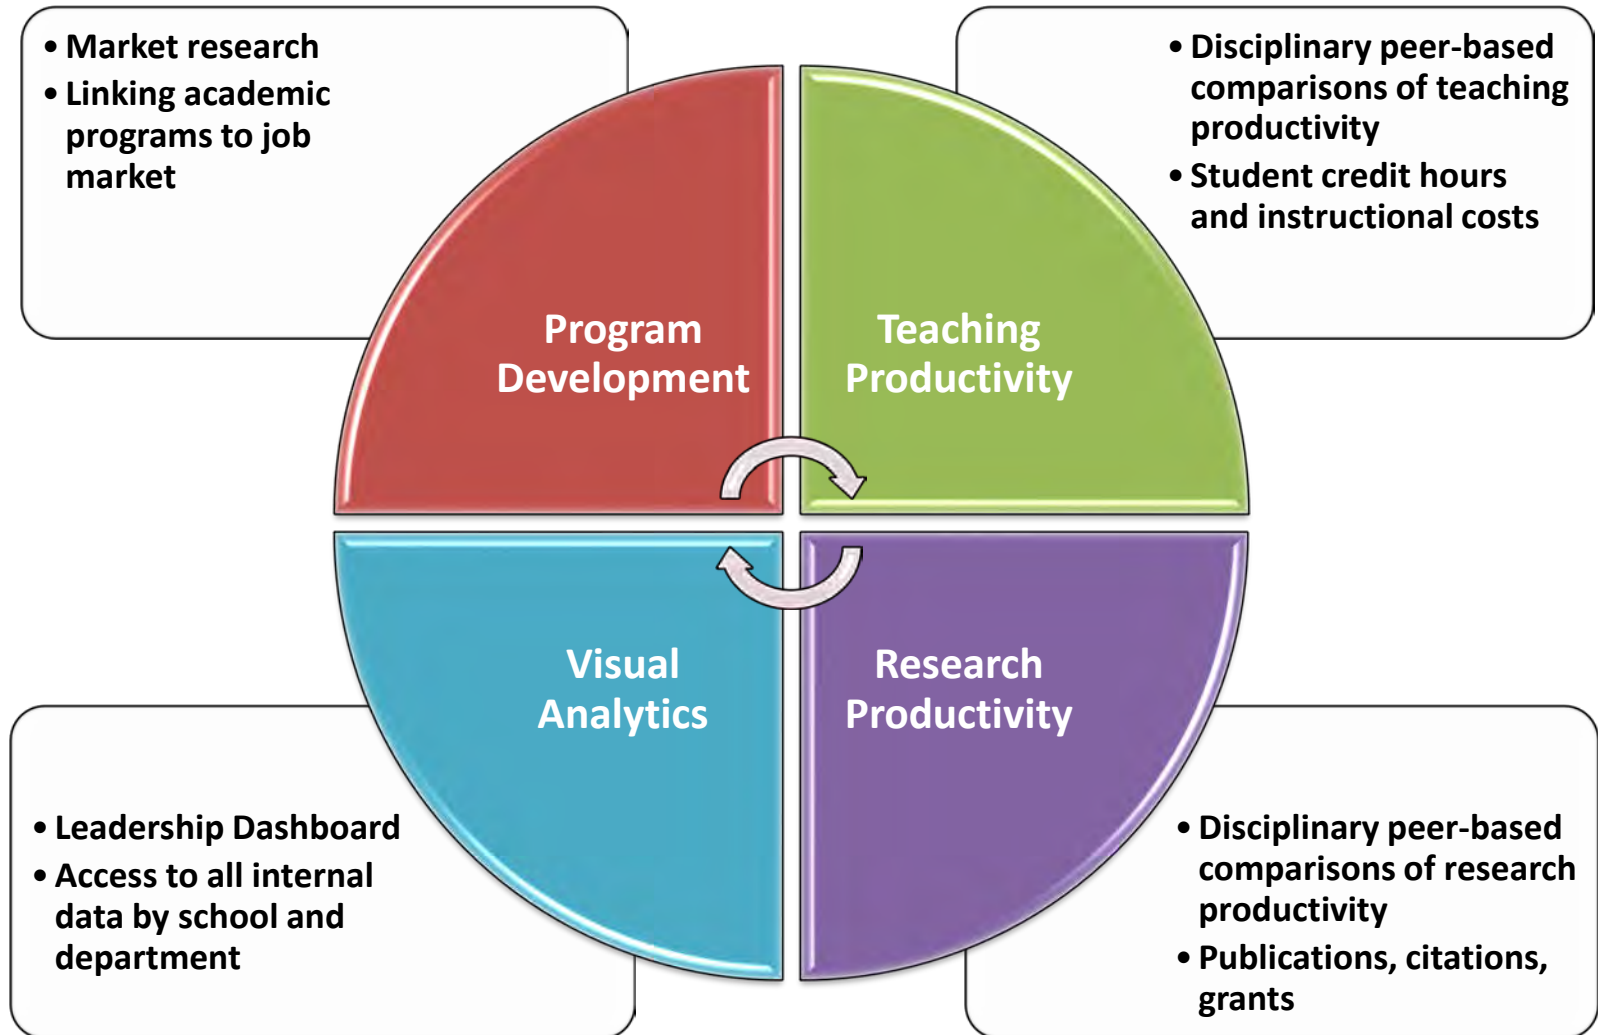 • Market research
• Linking academic
programs to job
market
• Disciplinary peer-based
comparisons of teaching
productivity
• Student credit hours
and instructional costs
Program
Development
Teaching
Productivity
Visual
Analytics
Research
Productivity
• Leadership Dashboard
• Access to all internal
data by school and
department
• Disciplinary peer-based
comparisons of research
productivity
• Publications, citations,
grants